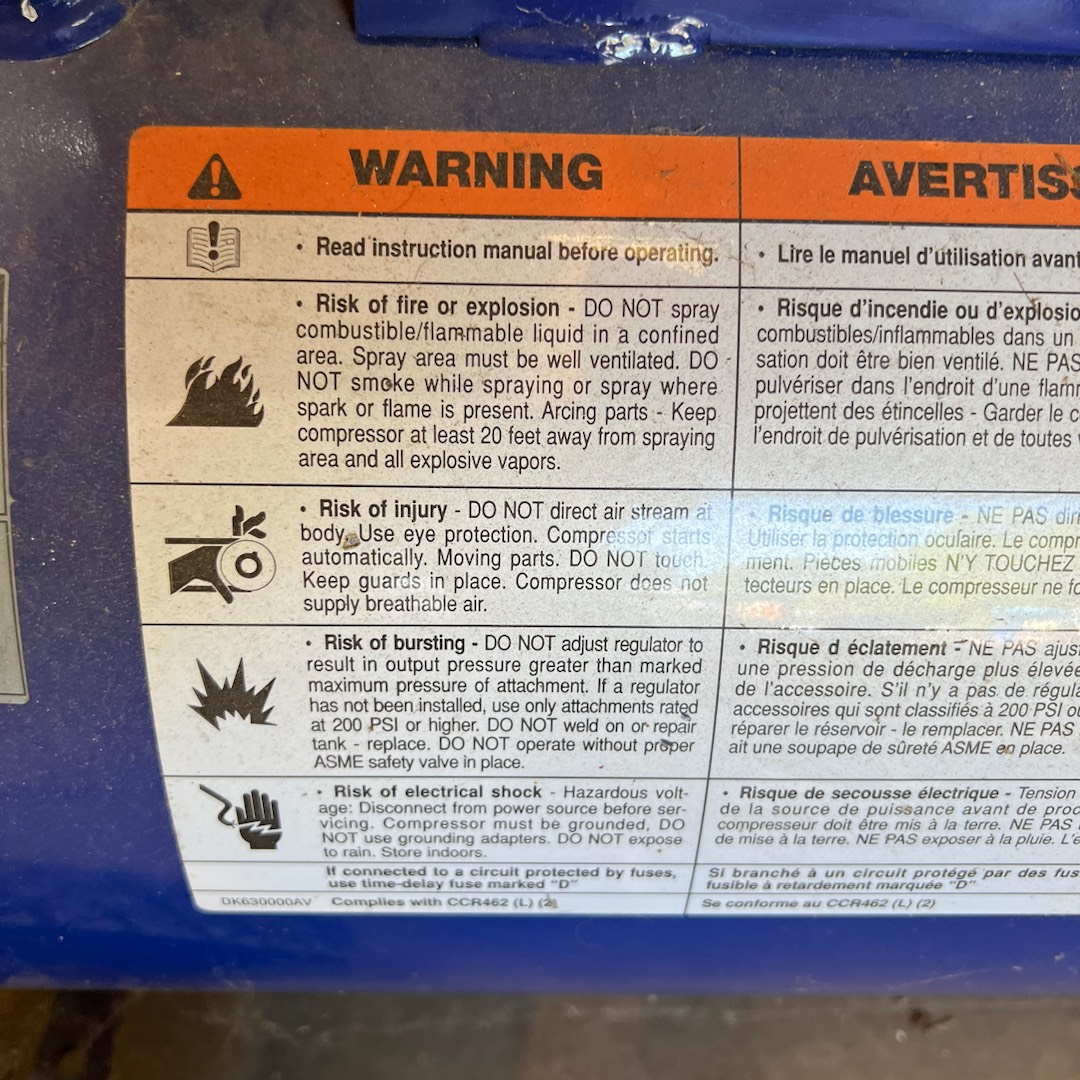 WARNING
• Read instruction manual before operating.
• Risk of fire or explosion - DO NOT spray
combustible/flammable liquid in a confined
area. Spray area must be well ventilated. DO
NOT smoke while spraying or spray where
spark or flame is present. Arcing parts - Keep
compressor at least 20 feet away from spraying
area and all explosive vapors.
• Risk of injury - DO NOT direct air stream at
body. Use eye protection. Compressor starts
automatically. Moving parts. DO NOT touch.
Keep guards in place. Compressor does not
supply breathable air.
• Risk of bursting - DO NOT adjust regulator to
result in output pressure greater than marked
maximum pressure of attachment. If a regulator
has not been installed, use only attachments rated
at 200 PSI or higher. DO NOT weld on or repair
tank - replace. DO NOT operate without proper
ASME safety valve in place.
• Risk of electrical shock - Hazardous volt-
age: Disconnect from power source before ser-
vicing. Compressor must be grounded, DO
NOT use grounding adapters. DO NOT expose
to rain. Store indoors.
If connected to a circuit protected by fuses,
use time-delay fuse marked "D"
DK630000AV Complies with CCR462 (L) (2)
AVERTISS
• Lire le manuel d'utilisation avant
• Risque d'incendie ou d'explosio
combustibles/inflammables dans un
sation doit être bien ventilé. NE PAS
pulvériser dans l'endroit d'une flam
projettent des étincelles - Garder le c
l'endroit de pulvérisation et de toutes
• Risque de blessure - NE PAS dir
Utiliser la protection oculaire. Le compr
ment. Pièces mobiles N'Y TOUCHEZ
tecteurs en place. Le compresseur ne fo
• Risque d éclatement - NE PAS ajus
une pression de décharge plus élevée
de l'accessoire. S'il n'y a pas de régula
accessoires qui sont classifiés à 200 PSI ou
réparer le réservoir - le remplacer. NE PAS
ait une soupape de sûreté ASME en place.
• Risque de secousse électrique - Tension
de la source de puissance avant de proc
compresseur doit être mis à la terre. NE PAS
de mise à la terre. NE PAS exposer à la pluie. L'e
Si branché à un circuit protégé par des fus
fusible à retardement marquée "D"
Se conforme au CCR462 (L) (2)